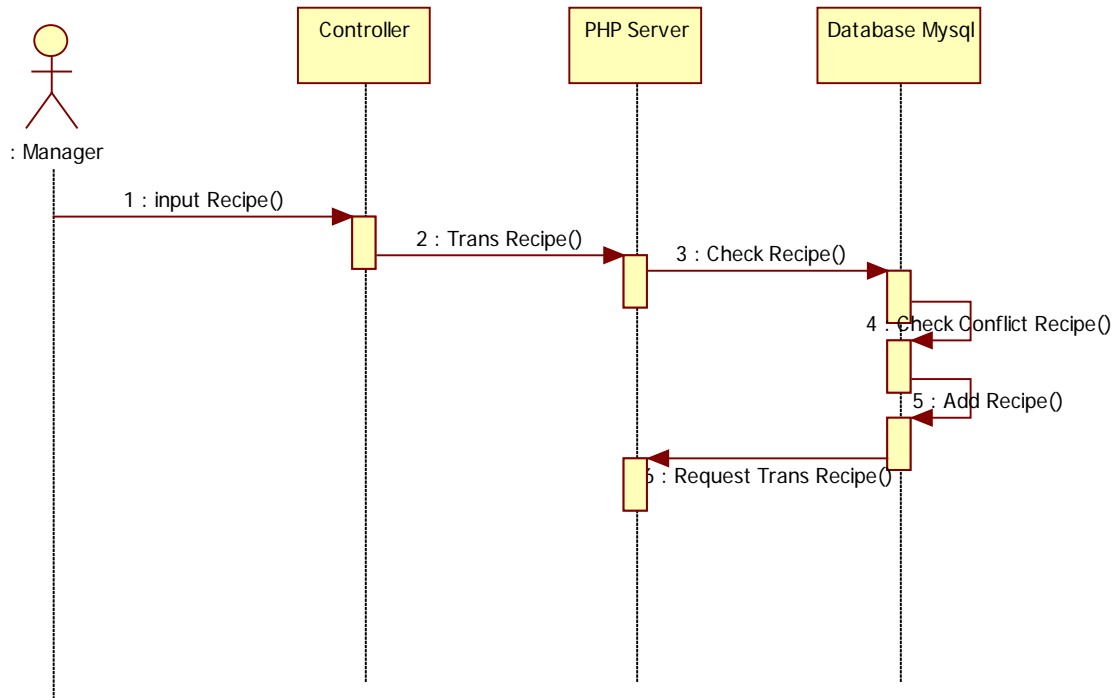 Controller
PHP Server
Database Mysql
: Manager
1 : input Recipe()
2 : Trans Recipe()
3 : Check Recipe()
4 : Check Conflict Recipe()
5 : Add Recipe()
6 : Request Trans Recipe()